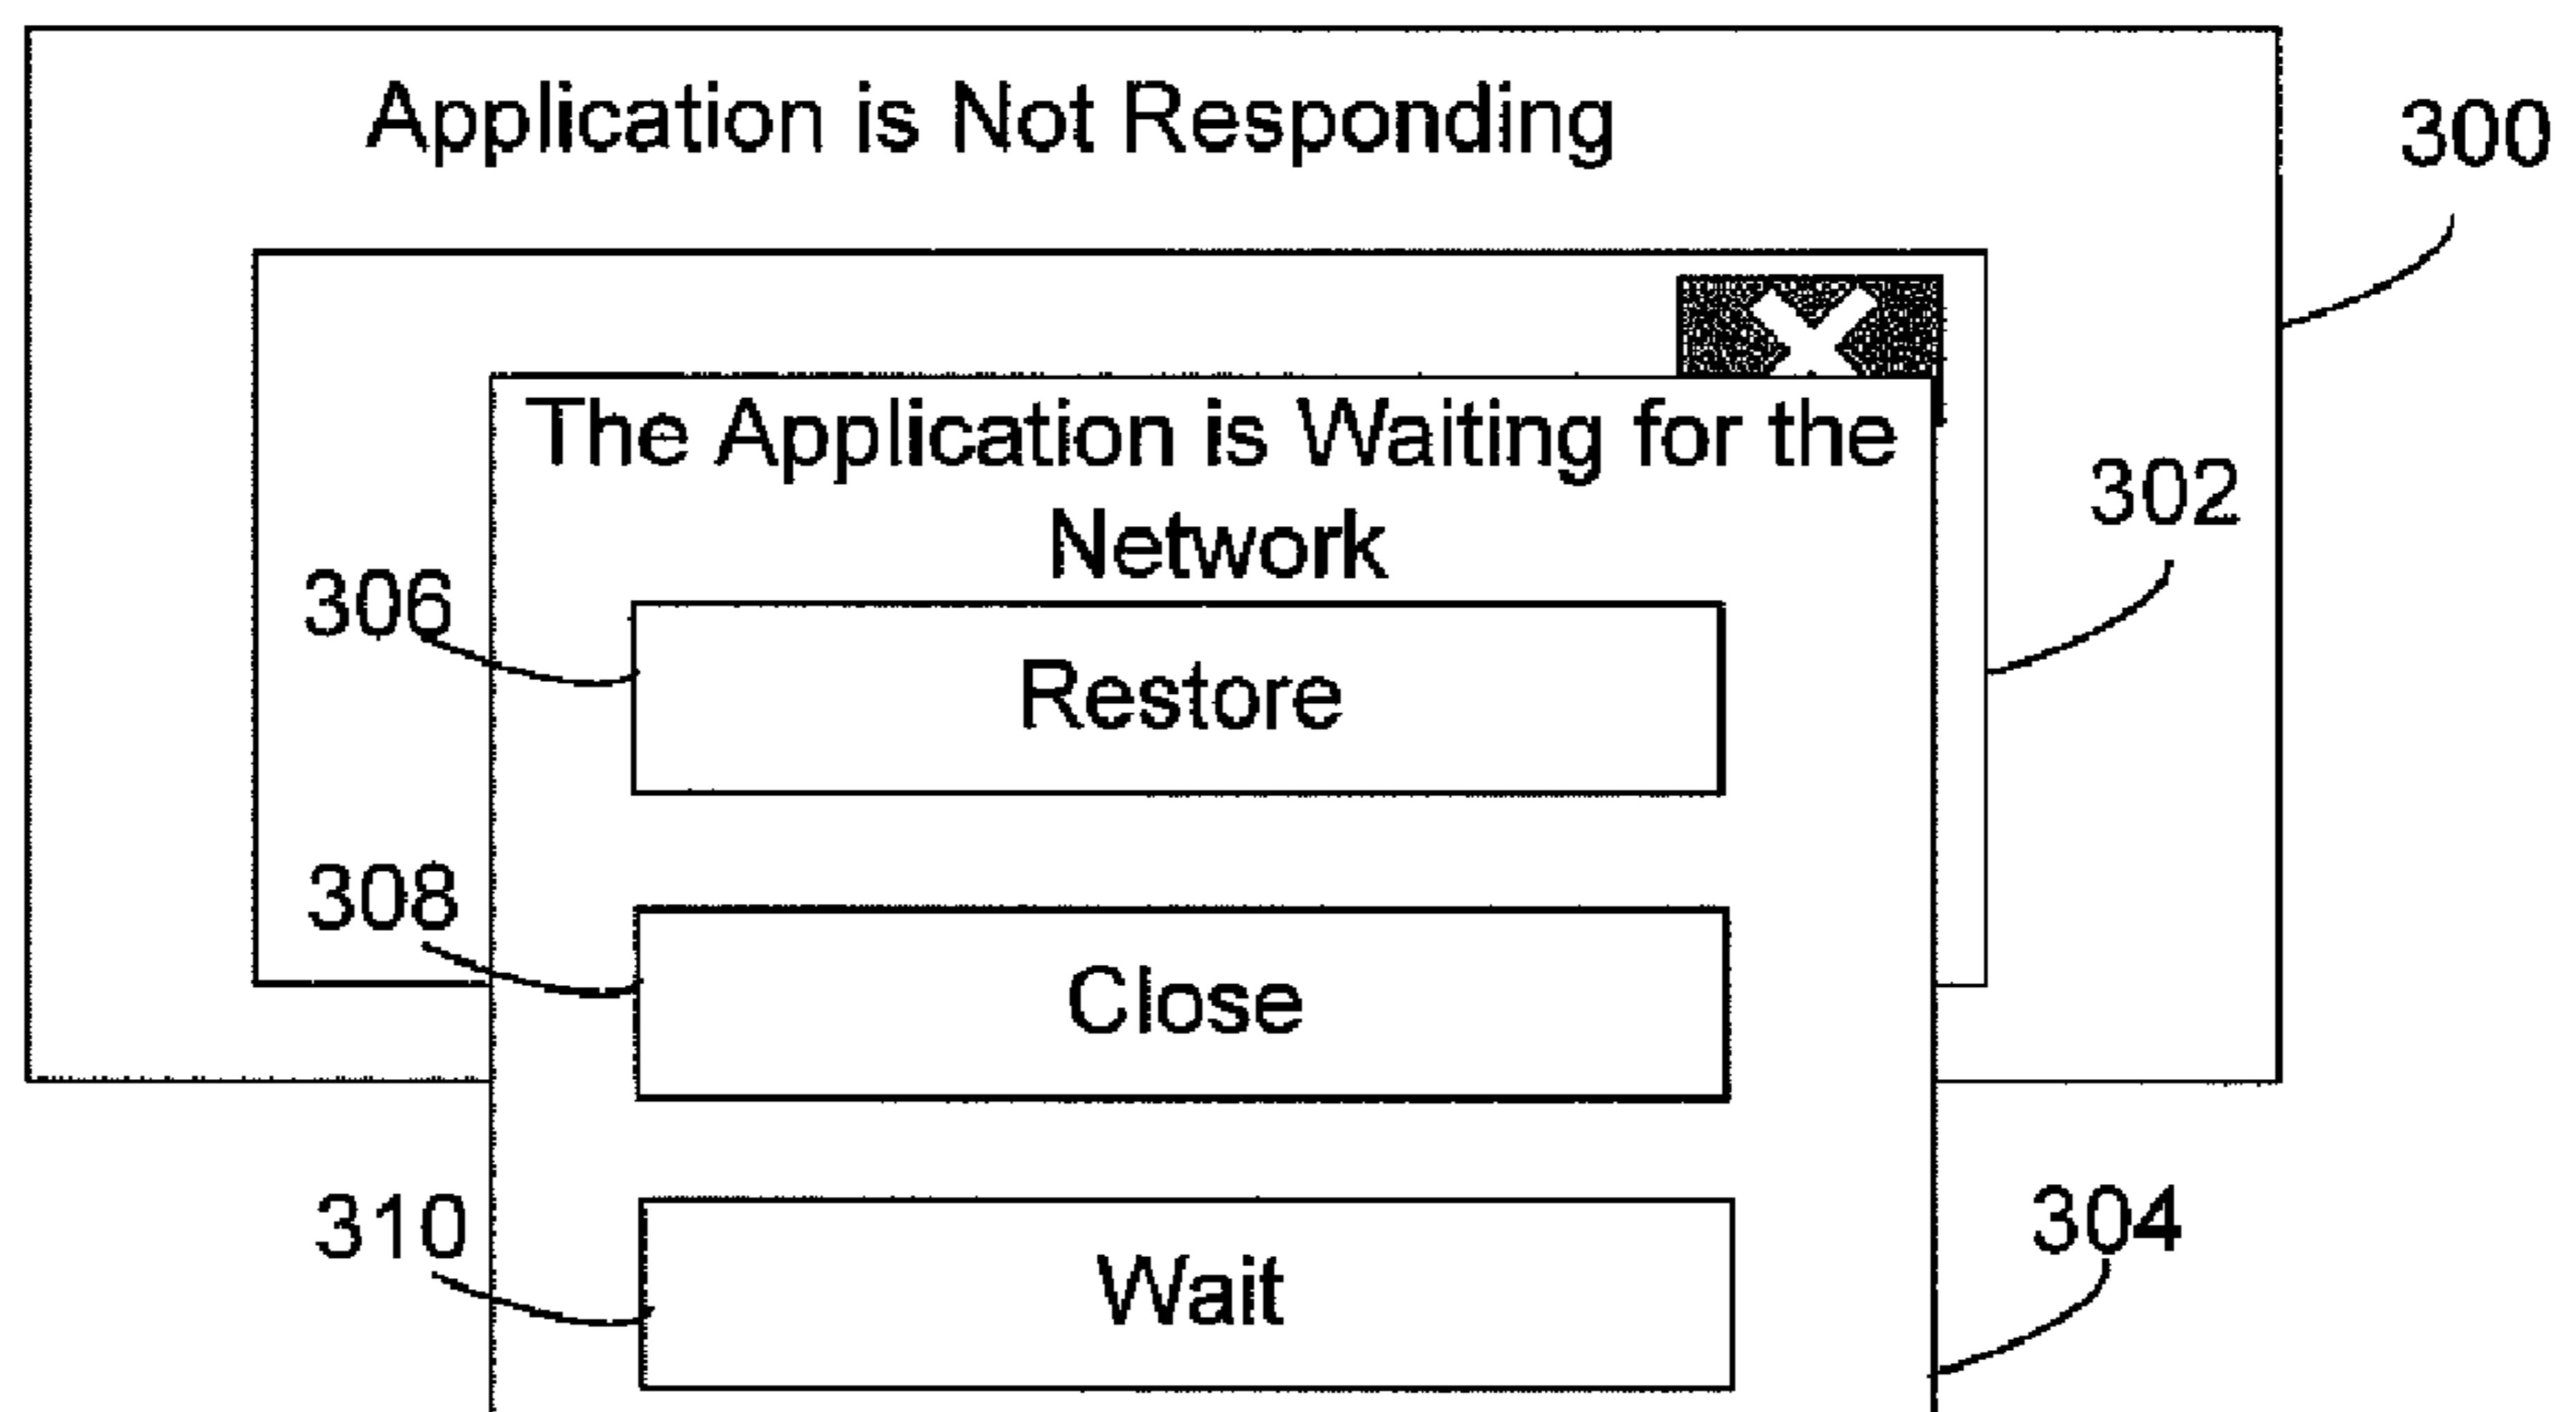 Application is Not Responding
300
The Application is Waiting for the
Network
302
306
Restore
308
Close
310
Wait
304